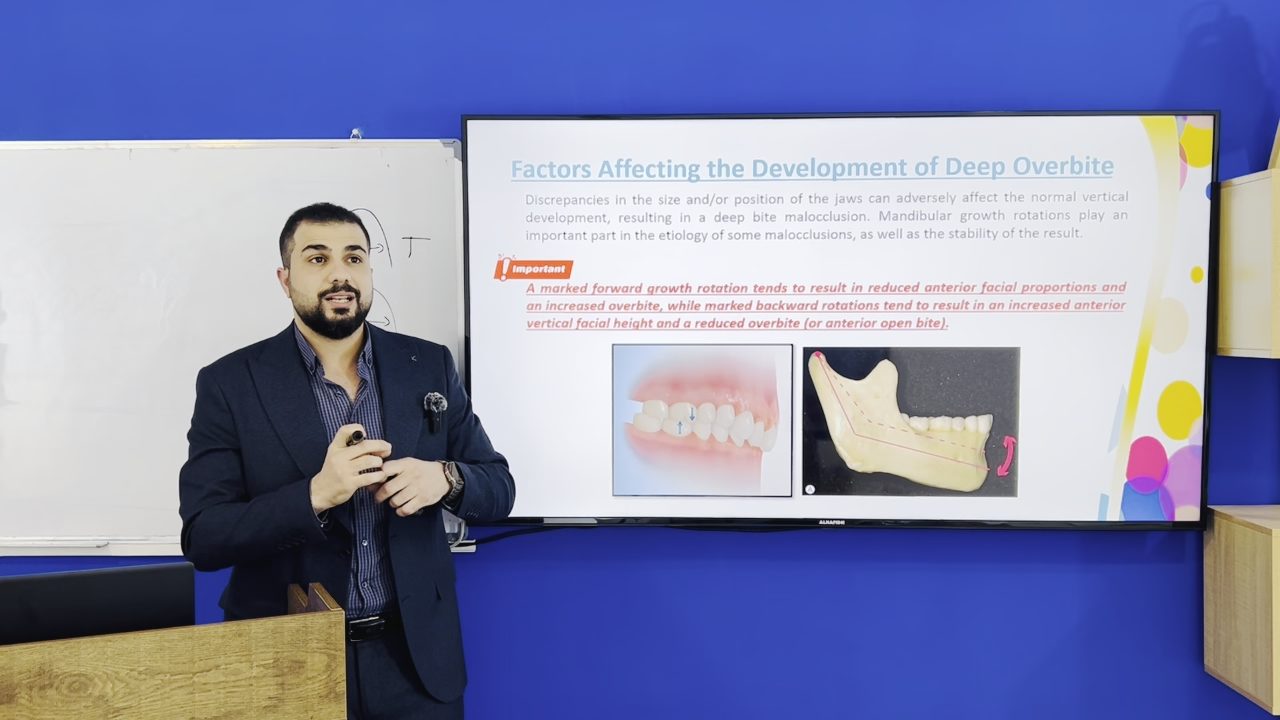 T
Factors Affecting the Development of Deep Overbite
Discrepancies in the size and/or position of the jaws can adversely affect the normal vertical
development, resulting in a deep bite malocclusion. Mandibular growth rotations play an
important part in the etiology of some malocclusions, as well as the stability of the result.
Important
A marked forward growth rotation tends to result in reduced anterior facial proportions and
an increased overbite, while marked backward rotations tend to result in an increased anterior
vertical facial height and a reduced overbite (or anterior open bite).
ALHAFIDH